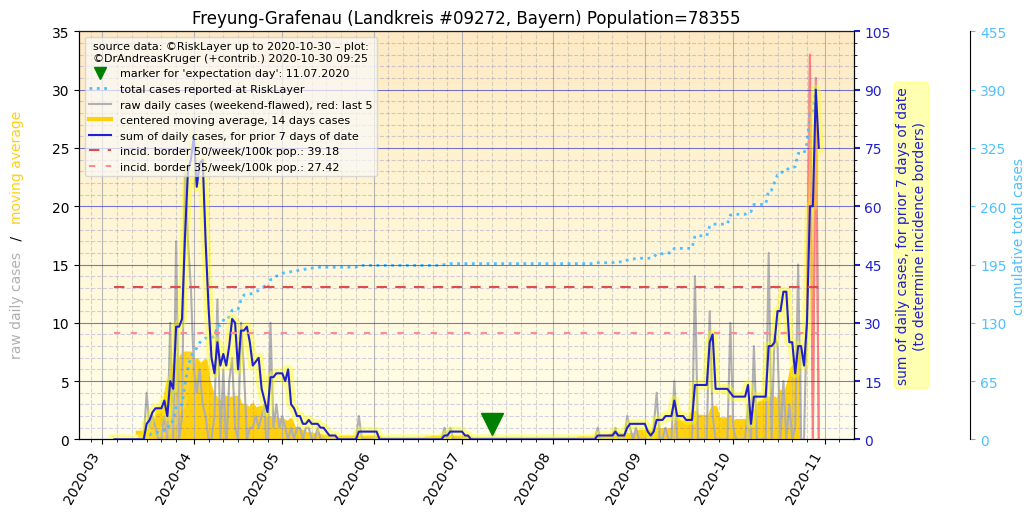 Freyung-Grafenau (Landkreis #09272, Bayern) Population=78355
source data: ©RiskLayer up to 2020-10-30 – plot:
©DrAndreasKruger (+contrib.) 2020-10-30 09:25
marker for 'expectation day': 11.07.2020
total cases reported at RiskLayer
raw daily cases (weekend-flawed), red: last 5
centered moving average, 14 days cases
sum of daily cases, for prior 7 days of date
incid. border 50/week/100k pop.: 39.18
incid. border 35/week/100k pop.: 27.42
raw daily cases / moving average
35
30
25
20
15
10
5
0
105
90
75
60
45
30
15
0
sum of daily cases, for prior 7 days of date
(to determine incidence borders)
455
390
325
260
195
130
65
0
cumulative total cases
2020-03
2020-04
2020-05
2020-06
2020-07
2020-08
2020-09
2020-10
2020-11